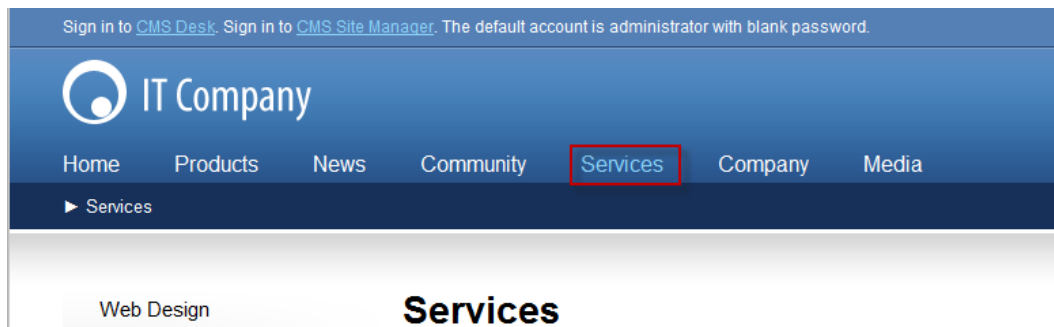 Sign in to CMS Desk. Sign in to CMS Site Manager. The default account is administrator with blank password.
IT Company
Home Products News Community Services Company Media
► Services
Web Design
Services